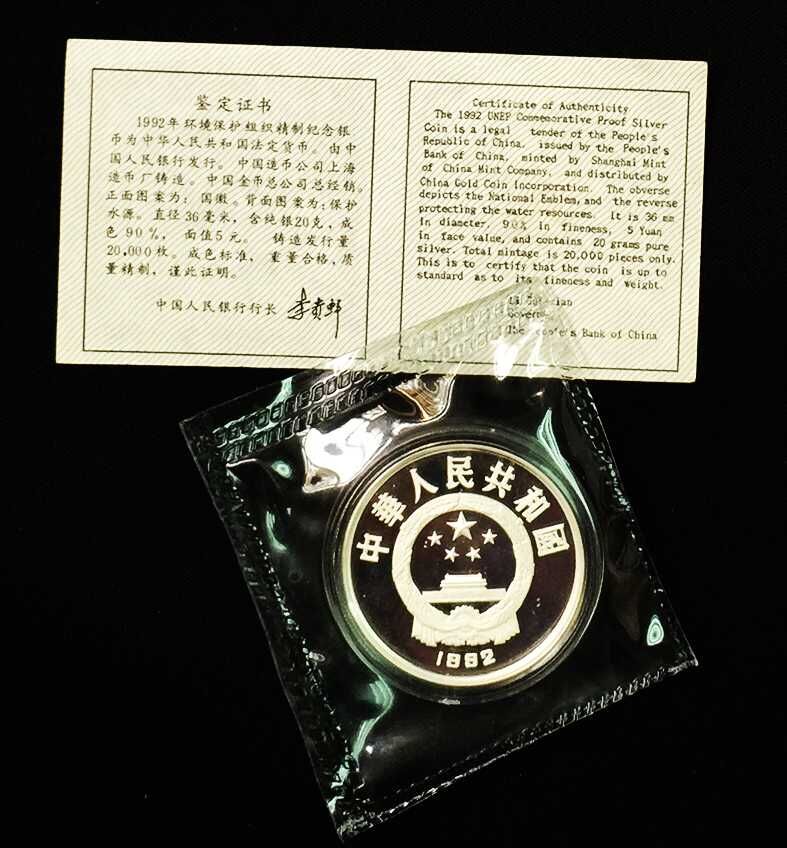 鉴定证书
1992年环境保护组织精制纪念银
币为中华人民共和国法定货币。由中
国人民银行发行。中国造币公司上海
造币厂铸造。中国金币总公司总经销。
正面图案为：国徽。背面图案为：保护
水源。直径36毫米，含纯银20克，成
色90%，面值5元。铸造发行量
20,000枚。成色标准，重量合格，质
量精制，谨此证明。
中国人民银行行长 李贵鲜
Certificate of Authenticity
The 1992 UNEP Commemorative Proof Silver
Coin is a legal tender of the People's
Republic of China, issued by the People's
Bank of China, minted by Shanghai Mint
of China Mint Company, and distributed by
China Gold Coin Incorporation. The obverse
depicts the National Emblem, and the reverse
protecting the water resources. It is 36 mm
in diameter, 90% in fineness, 5 Yuan
in face value, and contains 20 grams pure
silver. Total mintage is 20,000 pieces only.
This is to certify that the coin is up to
standard as to its fineness and weight.
The Bank of China
中華人民共和國
1992